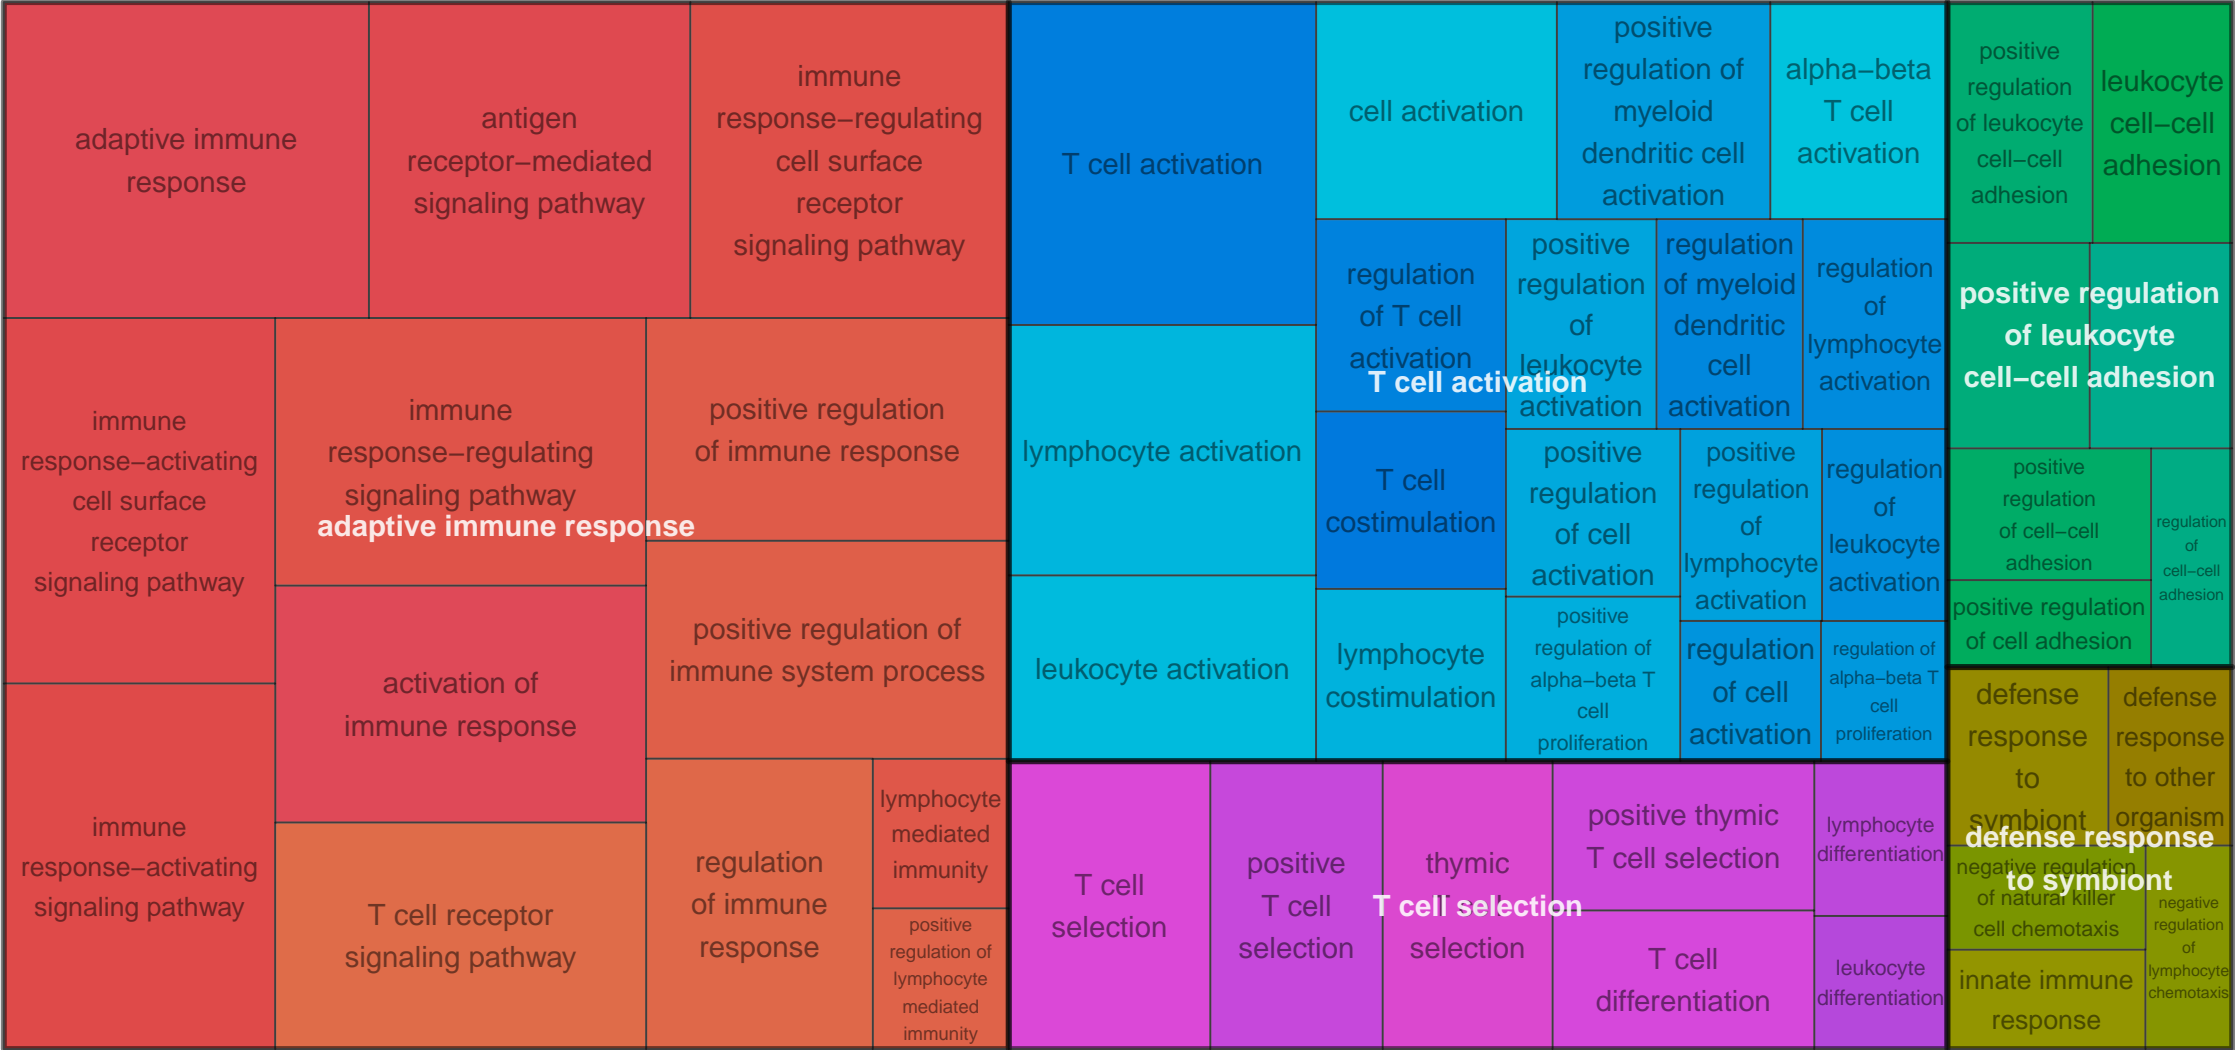 adaptive immune
response
antigen
receptor−mediated
signaling pathway
immune
response−regulating
cell surface
receptor
signaling pathway
immune
response−activating
cell surface
receptor
signaling pathway
immune
response−regulating
signaling pathway
positive regulation
of immune response
adaptive immune response
activation of
immune response
positive regulation of
immune system process
immune
response−activating
signaling pathway
T cell receptor
signaling pathway
regulation
of immune
response
lymphocyte
mediated
immunity
positive
regulation of
lymphocyte
mediated
immunity
T cell activation
cell activation
positive
regulation of
myeloid
dendritic cell
activation
alpha−beta
T cell
activation
lymphocyte activation
leukocyte activation
regulation
of T cell
activation
positive
regulation
of
leukocyte
activation
regulation
of myeloid
dendritic
cell
activation
regulation
of
lymphocyte
activation
T cell activation
T cell
costimulation
lymphocyte
costimulation
positive
regulation
of cell
activation
positive
regulation
of
lymphocyte
activation
regulation
of
leukocyte
activation
positive
regulation of
alpha−beta T
cell
proliferation
regulation
of cell
activation
regulation of
alpha−beta T
cell
proliferation
T cell
selection
positive
T cell
selection
thymic
T cell
selection
T cell selection
positive thymic
T cell selection
T cell
differentiation
lymphocyte
differentiation
leukocyte
differentiation
positive
regulation
of leukocyte
cell−cell
adhesion
leukocyte
cell−cell
adhesion
positive regulation
of leukocyte
cell−cell adhesion
positive
regulation
of cell−cell
adhesion
regulation
of
cell−cell
adhesion
positive regulation
of cell adhesion
defense
response
to
symbiont
defense
response
to other
organism
defense response
to symbiont
negative regulation
of natural killer
cell chemotaxis
negative
regulation
of
lymphocyte
chemotaxis
innate immune
response